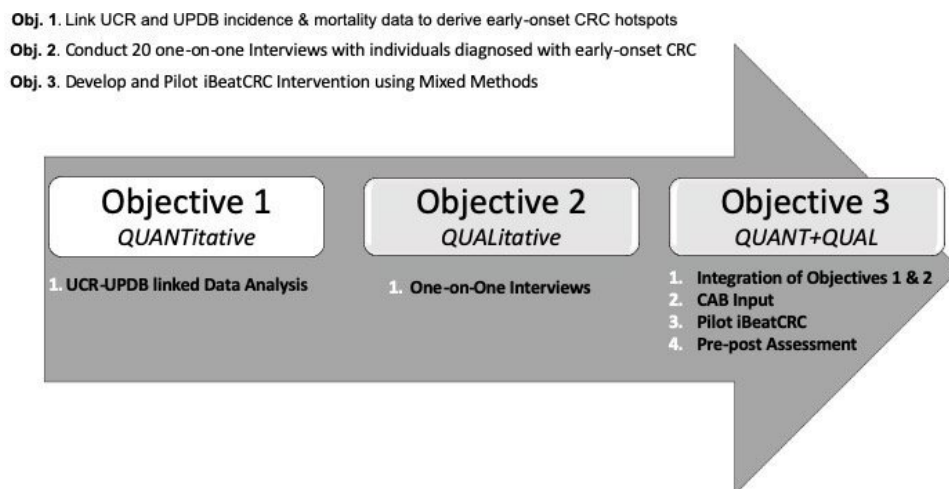 Obj. 1. Link UCR and UPDB incidence & mortality data to derive early-onset CRC hotspots
Obj. 2. Conduct 20 one-on-one Interviews with individuals diagnosed with early-onset CRC
Obj. 3. Develop and Pilot iBeatCRC Intervention using Mixed Methods
Objective 1
QUANTitative
1. UCR-UPDB linked Data Analysis
Objective 2
QUALitative
1. One-on-One Interviews
Objective 3
QUANT+QUAL
1. Integration of Objectives 1 & 2
2. CAB Input
3. Pilot iBeatCRC
4. Pre-post Assessment